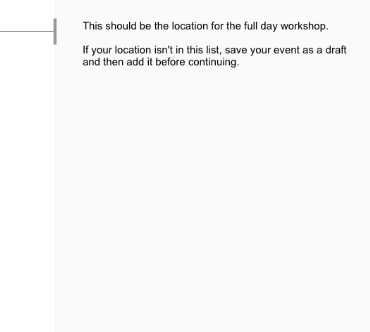 This should be the location for the full day workshop.
If your location isn't in this list, save your event as a draft
and then add it before continuing.